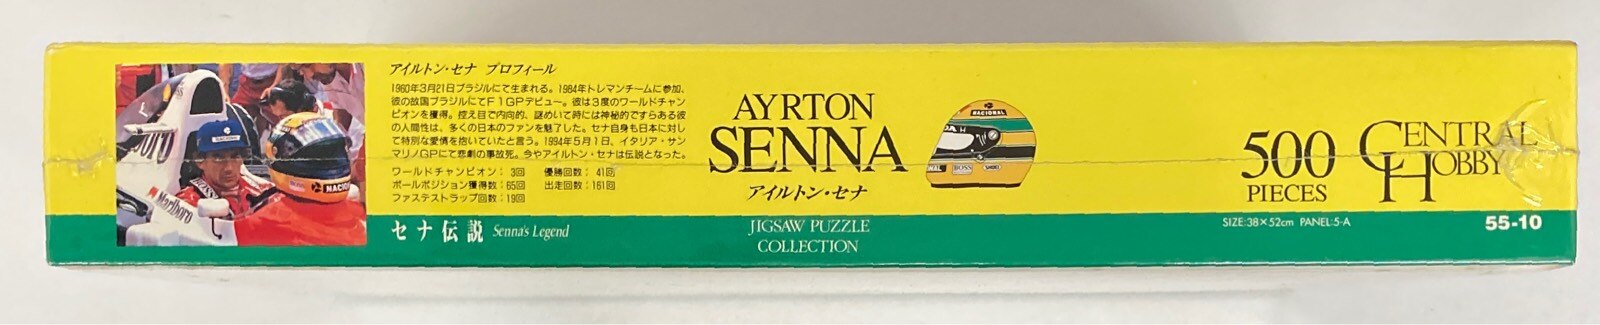 アイルトン・セナ プロフィール
1960年3月21日ブラジルにて生まれる。1984年トレマンチームに参加、
彼の故国ブラジルにてF1GPデビュー。彼は3度のワールドチャン
ピオンを獲得。控え目で内向的、謎めいて時には神秘的ですらある彼
の人間性は、多くの日本のファンを魅了した。セナ自身も日本に対し
て特別な愛情を抱いていたと言う。1994年5月1日、イタリア・サン
マリノGPにて悲劇の事故死。今やアイルトン・セナは伝説となった。
ワールドチャンピオン: 3回 優勝回数: 41回
ポールポジション獲得数: 65回 出走回数: 161回
ファステストラップ回数: 19回
セナ伝説 Senna's Legend
Marlboro
NACIONAL
AYRTON
SENNA
アイルトン・セナ
NACIONAL
BOSS
JIGSAW PUZZLE
COLLECTION
500
PIECES
CENTRAL
HOBBY
SIZE:38×52cm PANEL:5-A
55-10